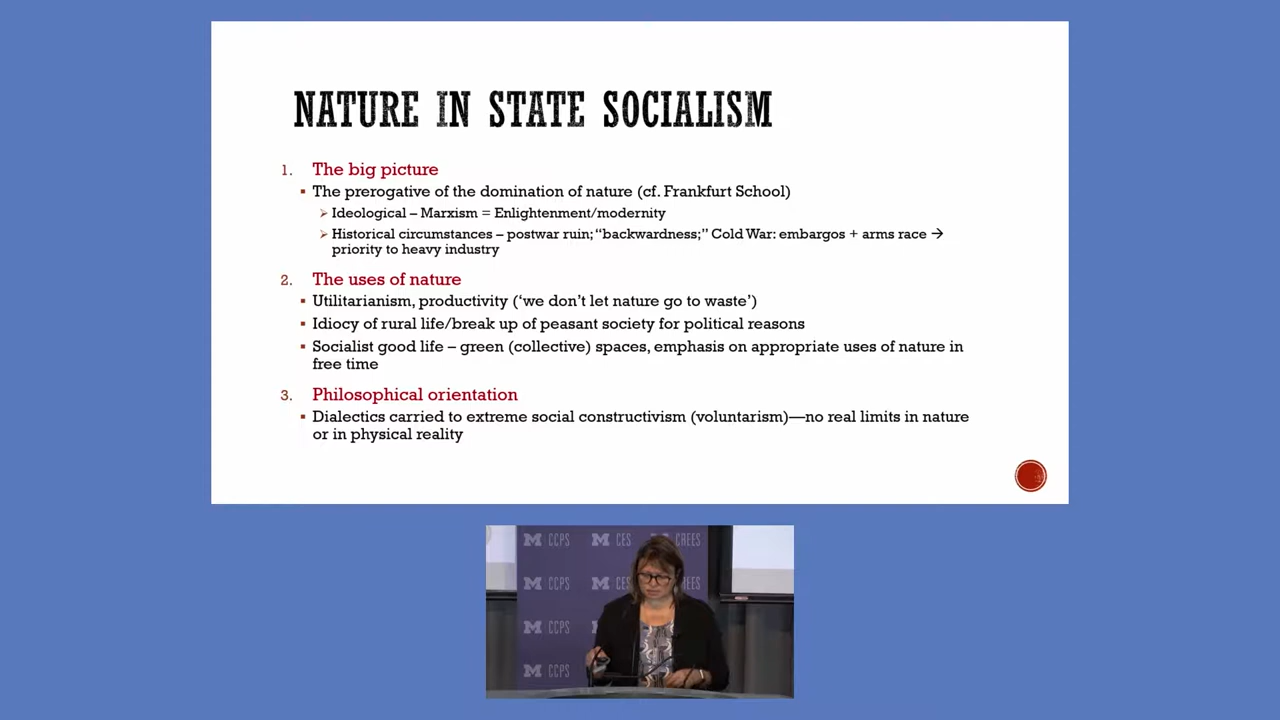 NATURE IN STATE SOCIALISM
1. The big picture
▪ The prerogative of the domination of nature (cf. Frankfurt School)
➢ Ideological – Marxism = Enlightenment/modernity
➢ Historical circumstances – postwar ruin; “backwardness;” Cold War: embargos + arms race →
priority to heavy industry
2. The uses of nature
▪ Utilitarianism, productivity (‘we don’t let nature go to waste’)
▪ Idiocy of rural life/break up of peasant society for political reasons
▪ Socialist good life – green (collective) spaces, emphasis on appropriate uses of nature in
free time
3. Philosophical orientation
▪ Dialectics carried to extreme social constructivism (voluntarism)—no real limits in nature
or in physical reality
M CCPS M CES CREES
M CCPS M CES REES
M CCPS
M CCPS